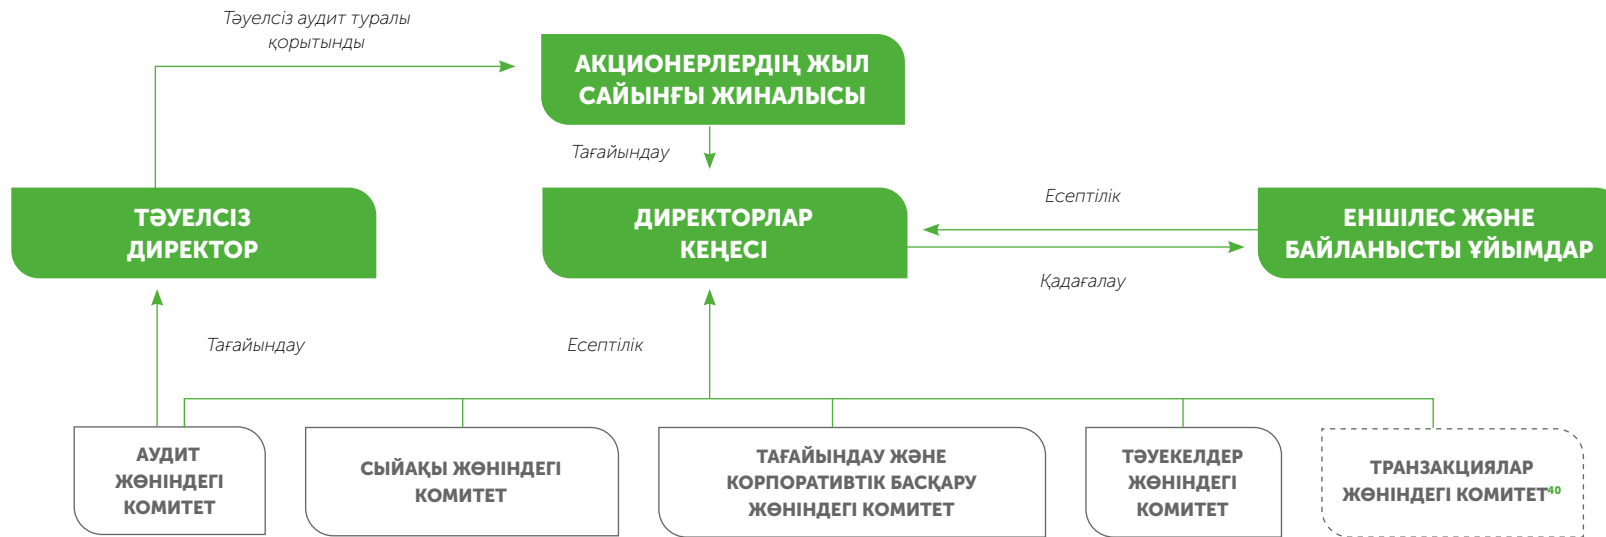 Тәуелсіз аудит туралы
қорытынды
АКЦИОНЕРЛЕРДІҢ ЖЫЛ
САЙЫНҒЫ ЖИНАЛЫСЫ
Тағайындау
ТӘУЕЛСІЗ
ДИРЕКТОР
ДИРЕКТОРЛАР
КЕҢЕСІ
Есептілік
ЕНШІЛЕС ЖӘНЕ
БАЙЛАНЫСТЫ ҰЙЫМДАР
Қадағалау
Тағайындау
Есептілік
АУДИТ
ЖӨНІНДЕГІ
КОМИТЕТ
СЫЙАҚЫ ЖӨНІНДЕГІ
КОМИТЕТ
ТАҒАЙЫНДАУ ЖӘНЕ
КОРПОРАТИВТІК БАСҚАРУ
ЖӨНІНДЕГІ КОМИТЕТ
ТӘУЕКЕЛДЕР
ЖӨНІНДЕГІ
КОМИТЕТ
ТРАНЗАКЦИЯЛАР
ЖӨНІНДЕГІ КОМИТЕТ⁴⁰